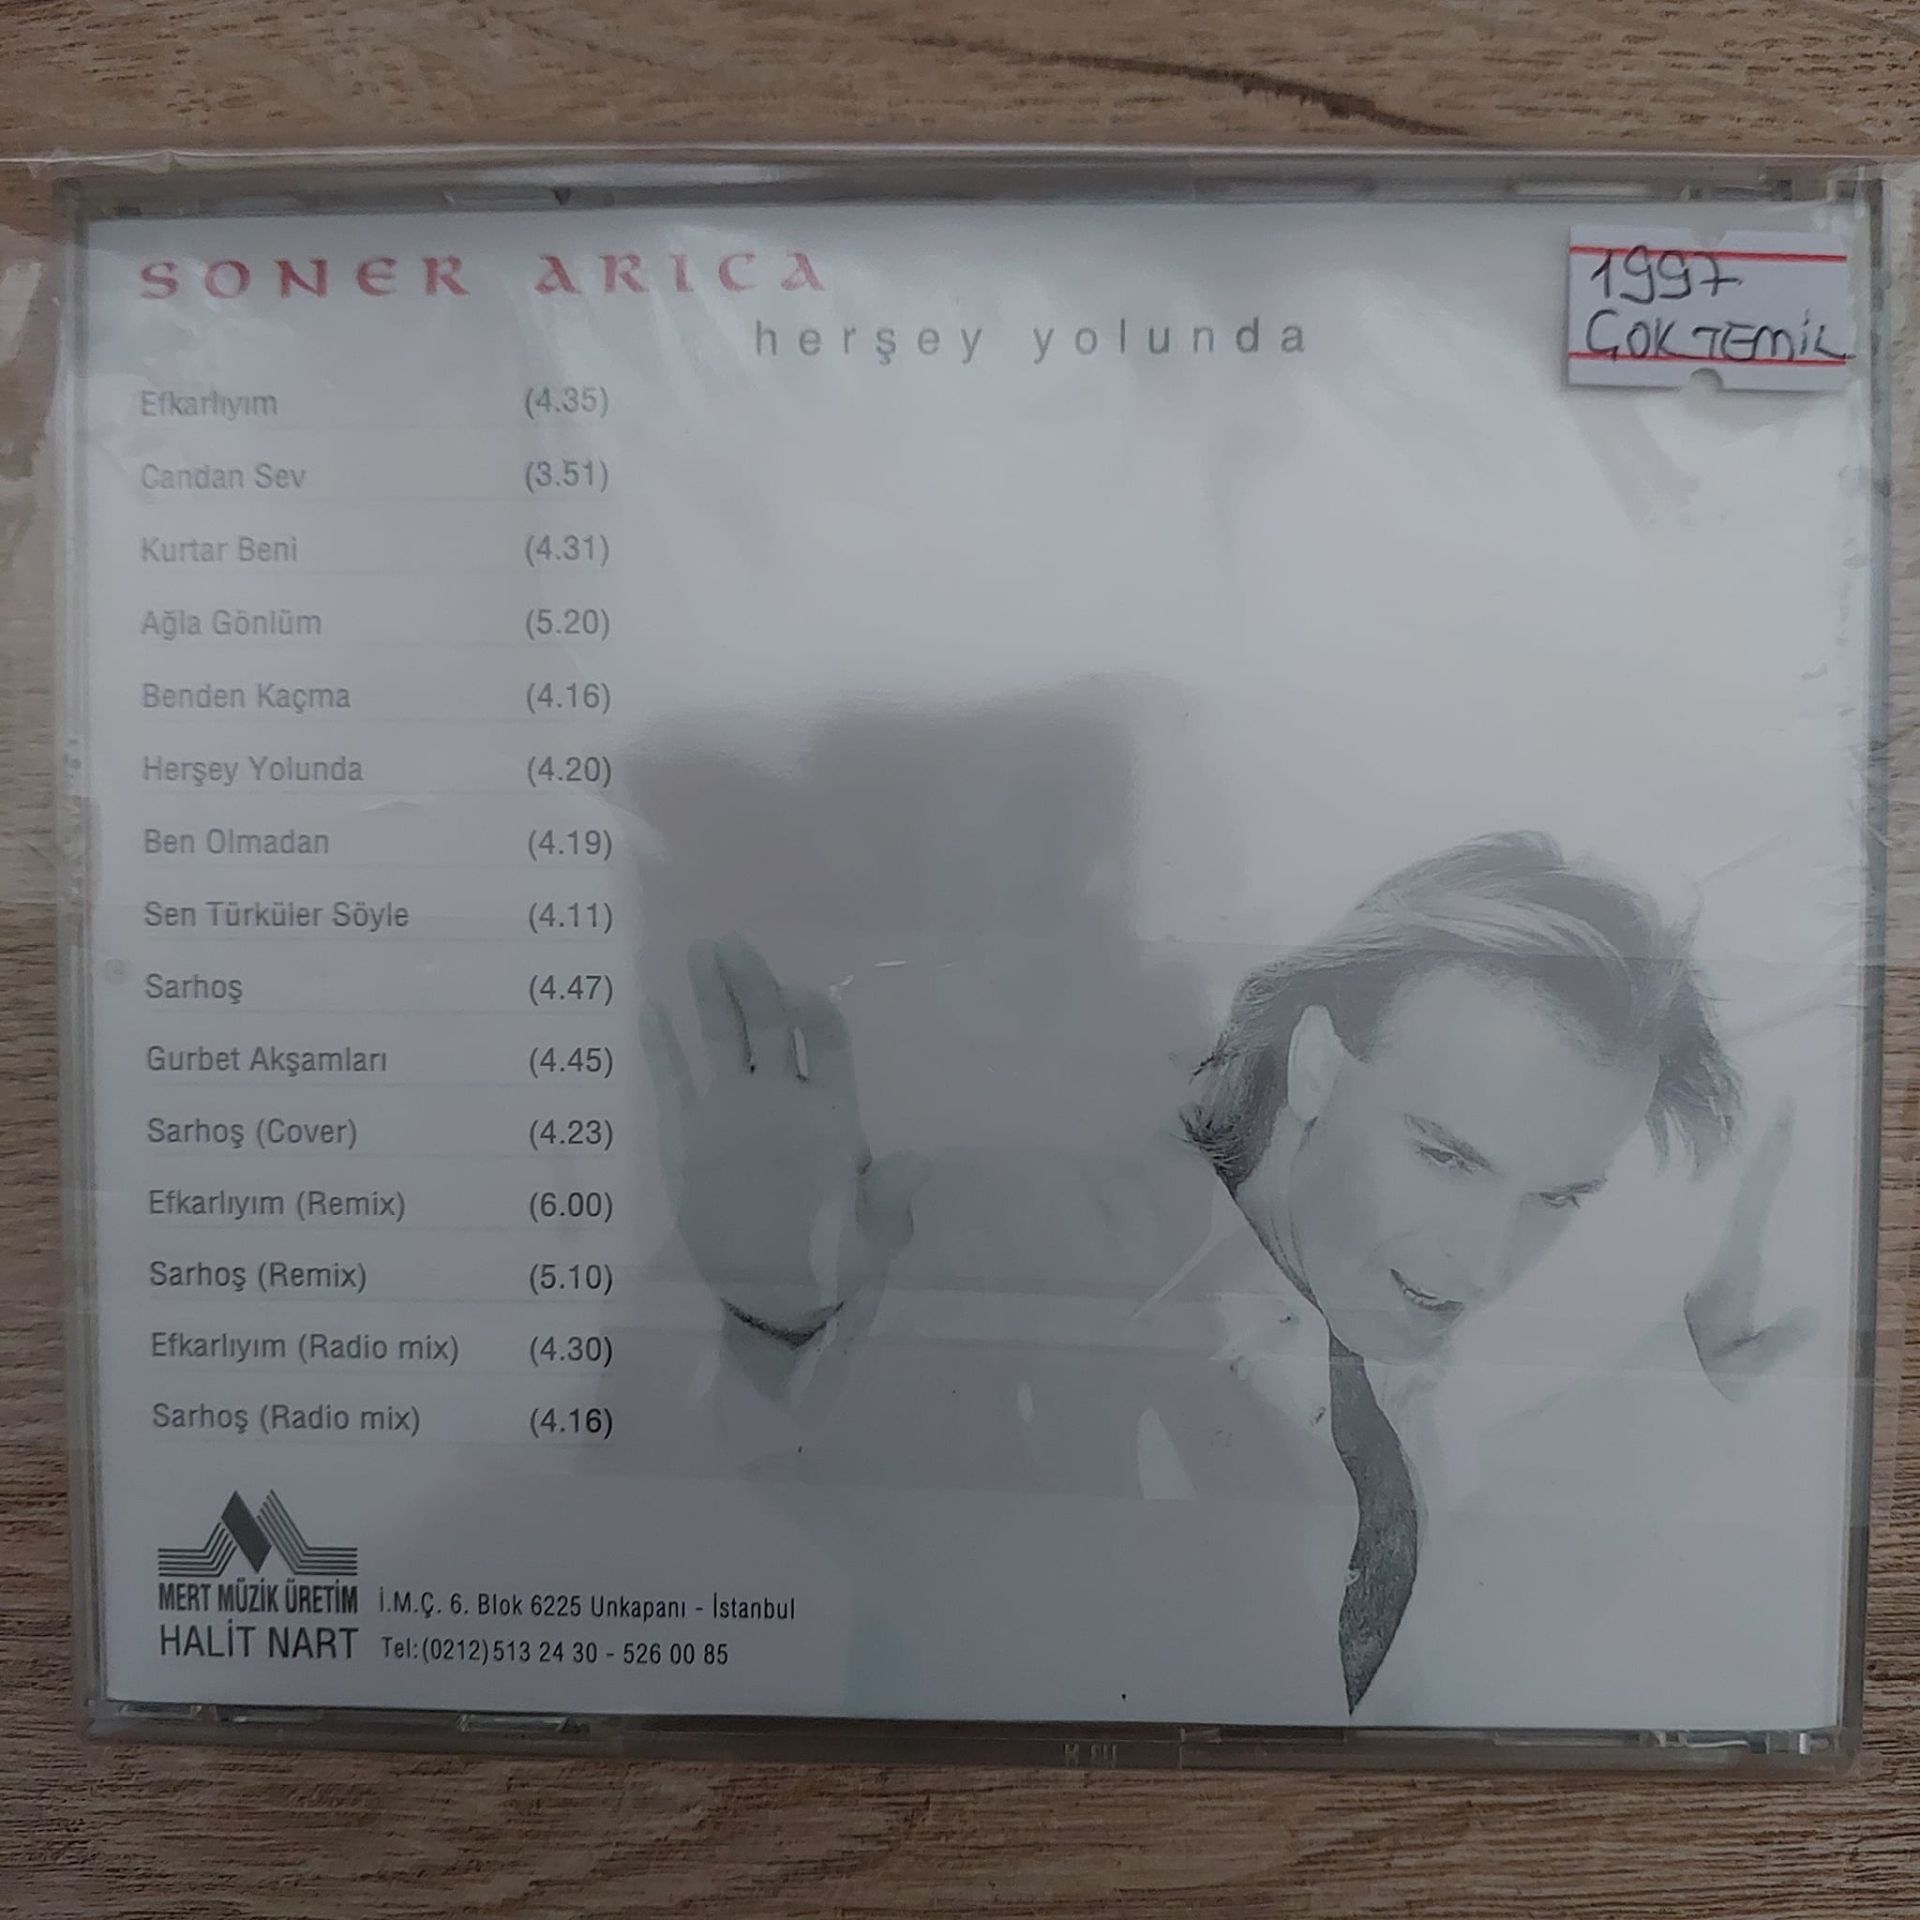 SONER ARICA
herşey yolunda
1997
ÇOK TEMİZ
Efkarlıyım (4.35)
Candan Sev (3.51)
Kurtar Beni (4.31)
Ağla Gönlüm (5.20)
Benden Kaçma (4.16)
Herşey Yolunda (4.20)
Ben Olmadan (4.19)
Sen Türküler Söyle (4.11)
Sarhoş (4.47)
Gurbet Akşamları (4.45)
Sarhoş (Cover) (4.23)
Efkarlıyım (Remix) (6.00)
Sarhoş (Remix) (5.10)
Efkarlıyım (Radio mix) (4.30)
Sarhoş (Radio mix) (4.16)
MERT MÜZİK ÜRETİM İ.M.Ç. 6. Blok 6225 Unkapanı - İstanbul
HALİT NART Tel:(0212) 513 24 30 - 526 00 85